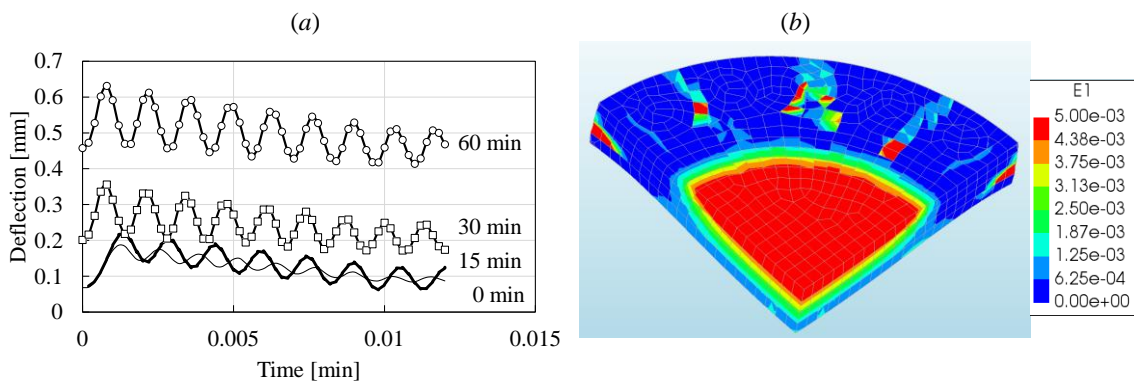 (a)
0.7
0.6
0.5
0.4
0.3
0.2
0.1
0
Deflection [mm]
60 min
30 min
15 min
0 min
0
0.005
0.01
0.015
Time [min]
(b)
E1
5.00e-03
4.38e-03
3.75e-03
3.13e-03
2.50e-03
1.87e-03
1.25e-03
6.25e-04
0.00e+00